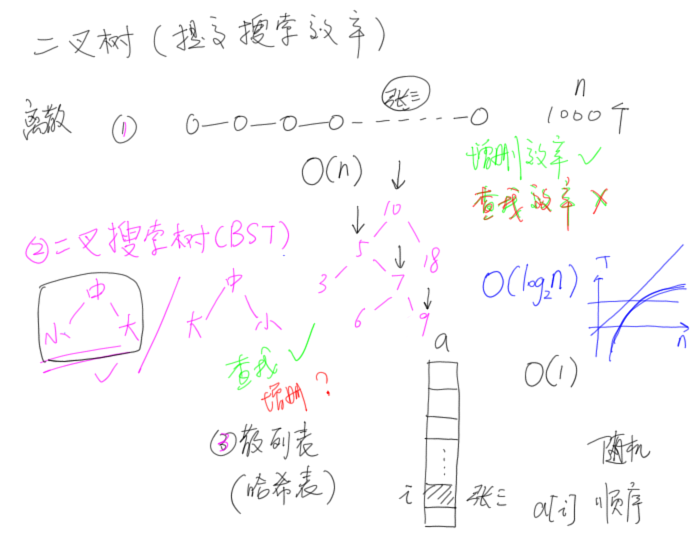 二叉树(提高搜索效率)
离散 ① 张三 n 1000个
O(n)
增删效率 ✓
查找效率 ✗
②二叉搜索树(BST)
10
5 18
3 7
6 9
中
小 大
中
大 小
O(log₂n) T n
查找 ✓
增删 ?
a
O(1)
③散列表
(哈希表)
随机
i 张三 a[i] 顺序